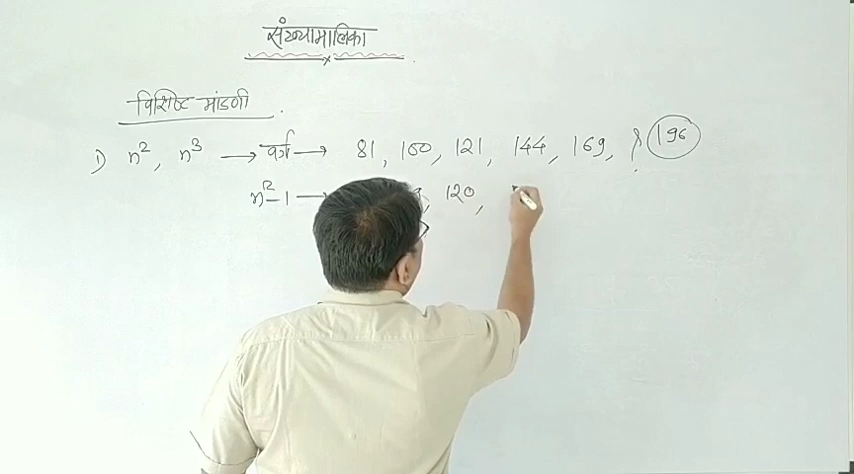 संख्यामालिका
विशिष्ट मांडणी .
1) n², n³ → वर्ग → 81, 100, 121, 144, 169, ? 196
n²-1 → 120,